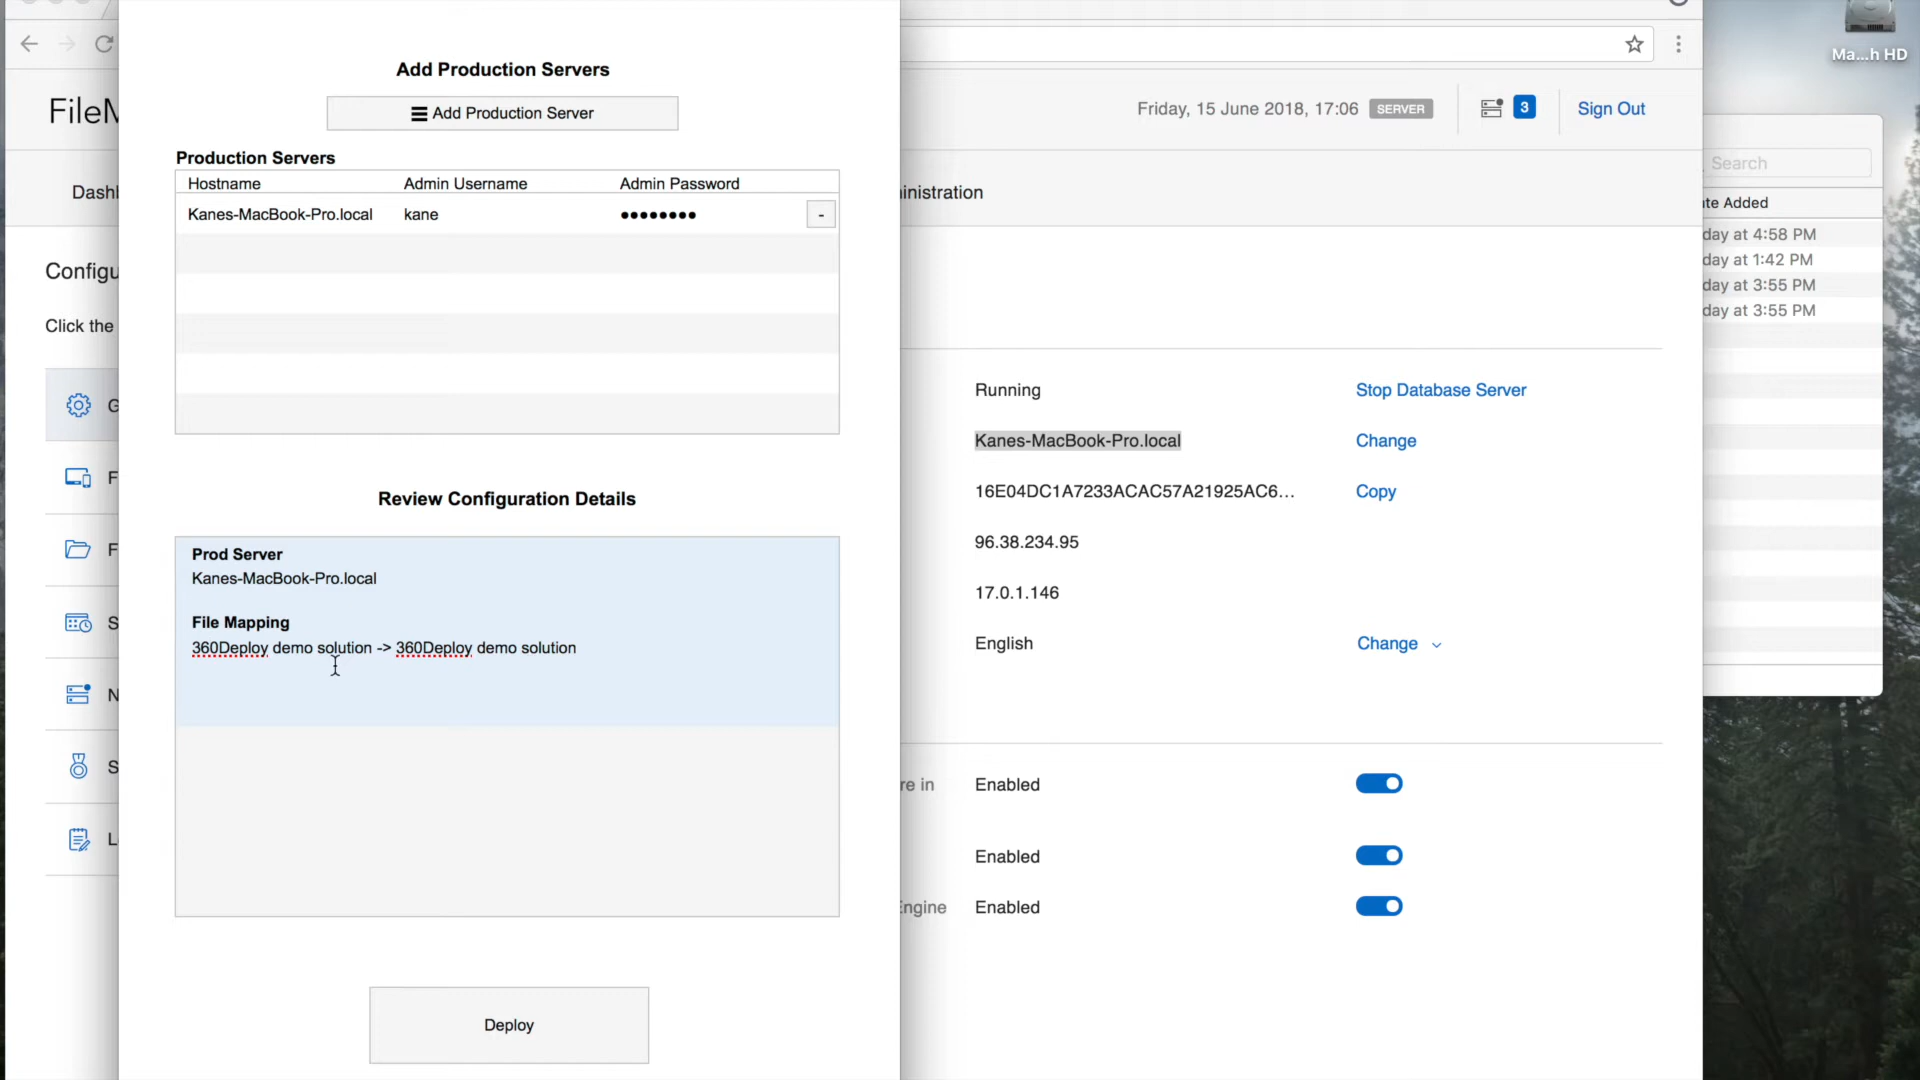 Add Production Servers
Add Production Server
Production Servers
Hostname Admin Username Admin Password
Kanes-MacBook-Pro.local kane ●●●●●●●● -
Review Configuration Details
Prod Server
Kanes-MacBook-Pro.local
File Mapping
360Deploy demo solution -> 360Deploy demo solution
Deploy
FileM
Dashl
Configu
Click the
G
F
F
S
N
S
L
Friday, 15 June 2018, 17:06 SERVER 3 Sign Out
inistration
Running Stop Database Server
Kanes-MacBook-Pro.local Change
16E04DC1A7233ACAC57A21925AC6... Copy
96.38.234.95
17.0.1.146
English Change
re in Enabled
Enabled
Engine Enabled
Ma...h HD
Search
te Added
day at 4:58 PM
day at 1:42 PM
day at 3:55 PM
day at 3:55 PM